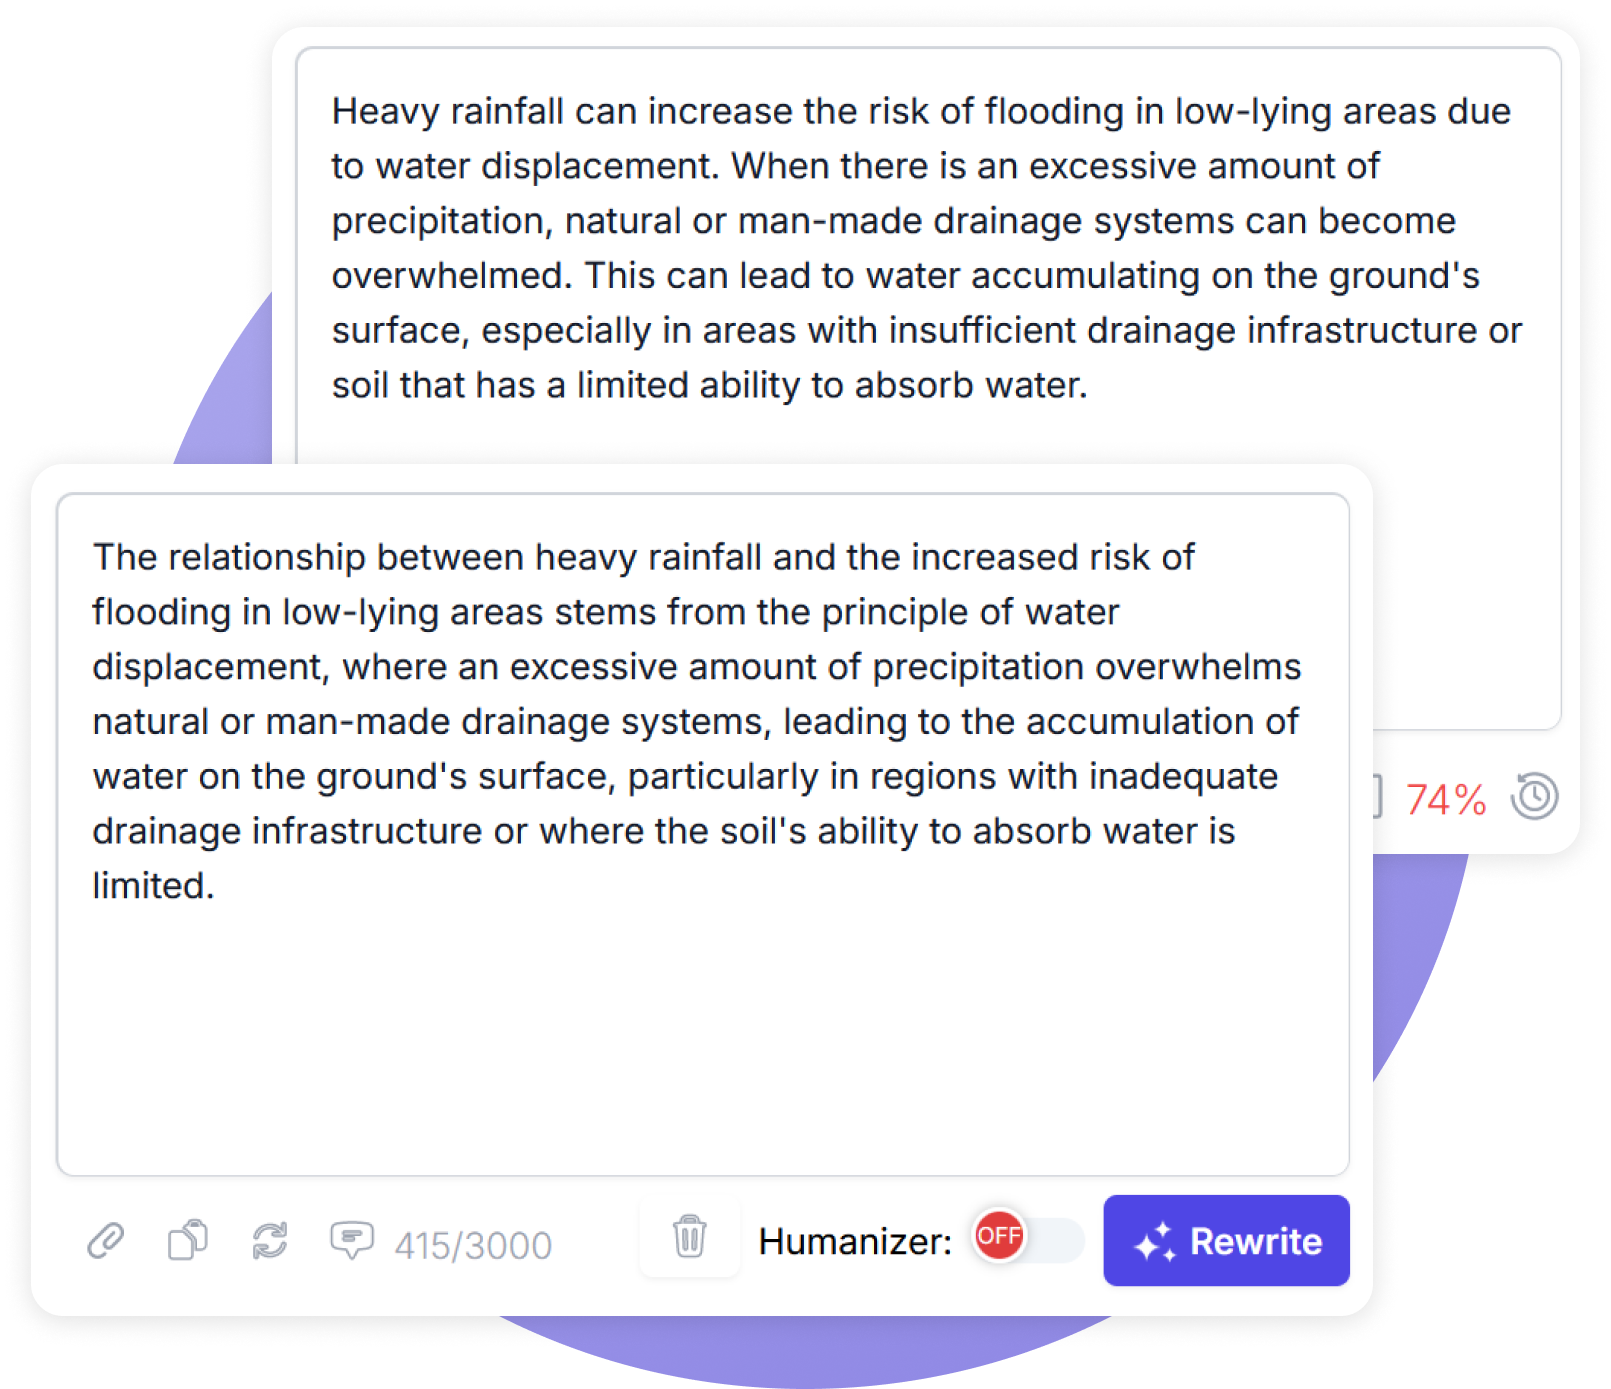 Heavy rainfall can increase the risk of flooding in low-lying areas due
to water displacement. When there is an excessive amount of
precipitation, natural or man-made drainage systems can become
overwhelmed. This can lead to water accumulating on the ground's
surface, especially in areas with insufficient drainage infrastructure or
soil that has a limited ability to absorb water.
74%
The relationship between heavy rainfall and the increased risk of
flooding in low-lying areas stems from the principle of water
displacement, where an excessive amount of precipitation overwhelms
natural or man-made drainage systems, leading to the accumulation of
water on the ground's surface, particularly in regions with inadequate
drainage infrastructure or where the soil's ability to absorb water is
limited.
415/3000
Humanizer:
OFF
Rewrite